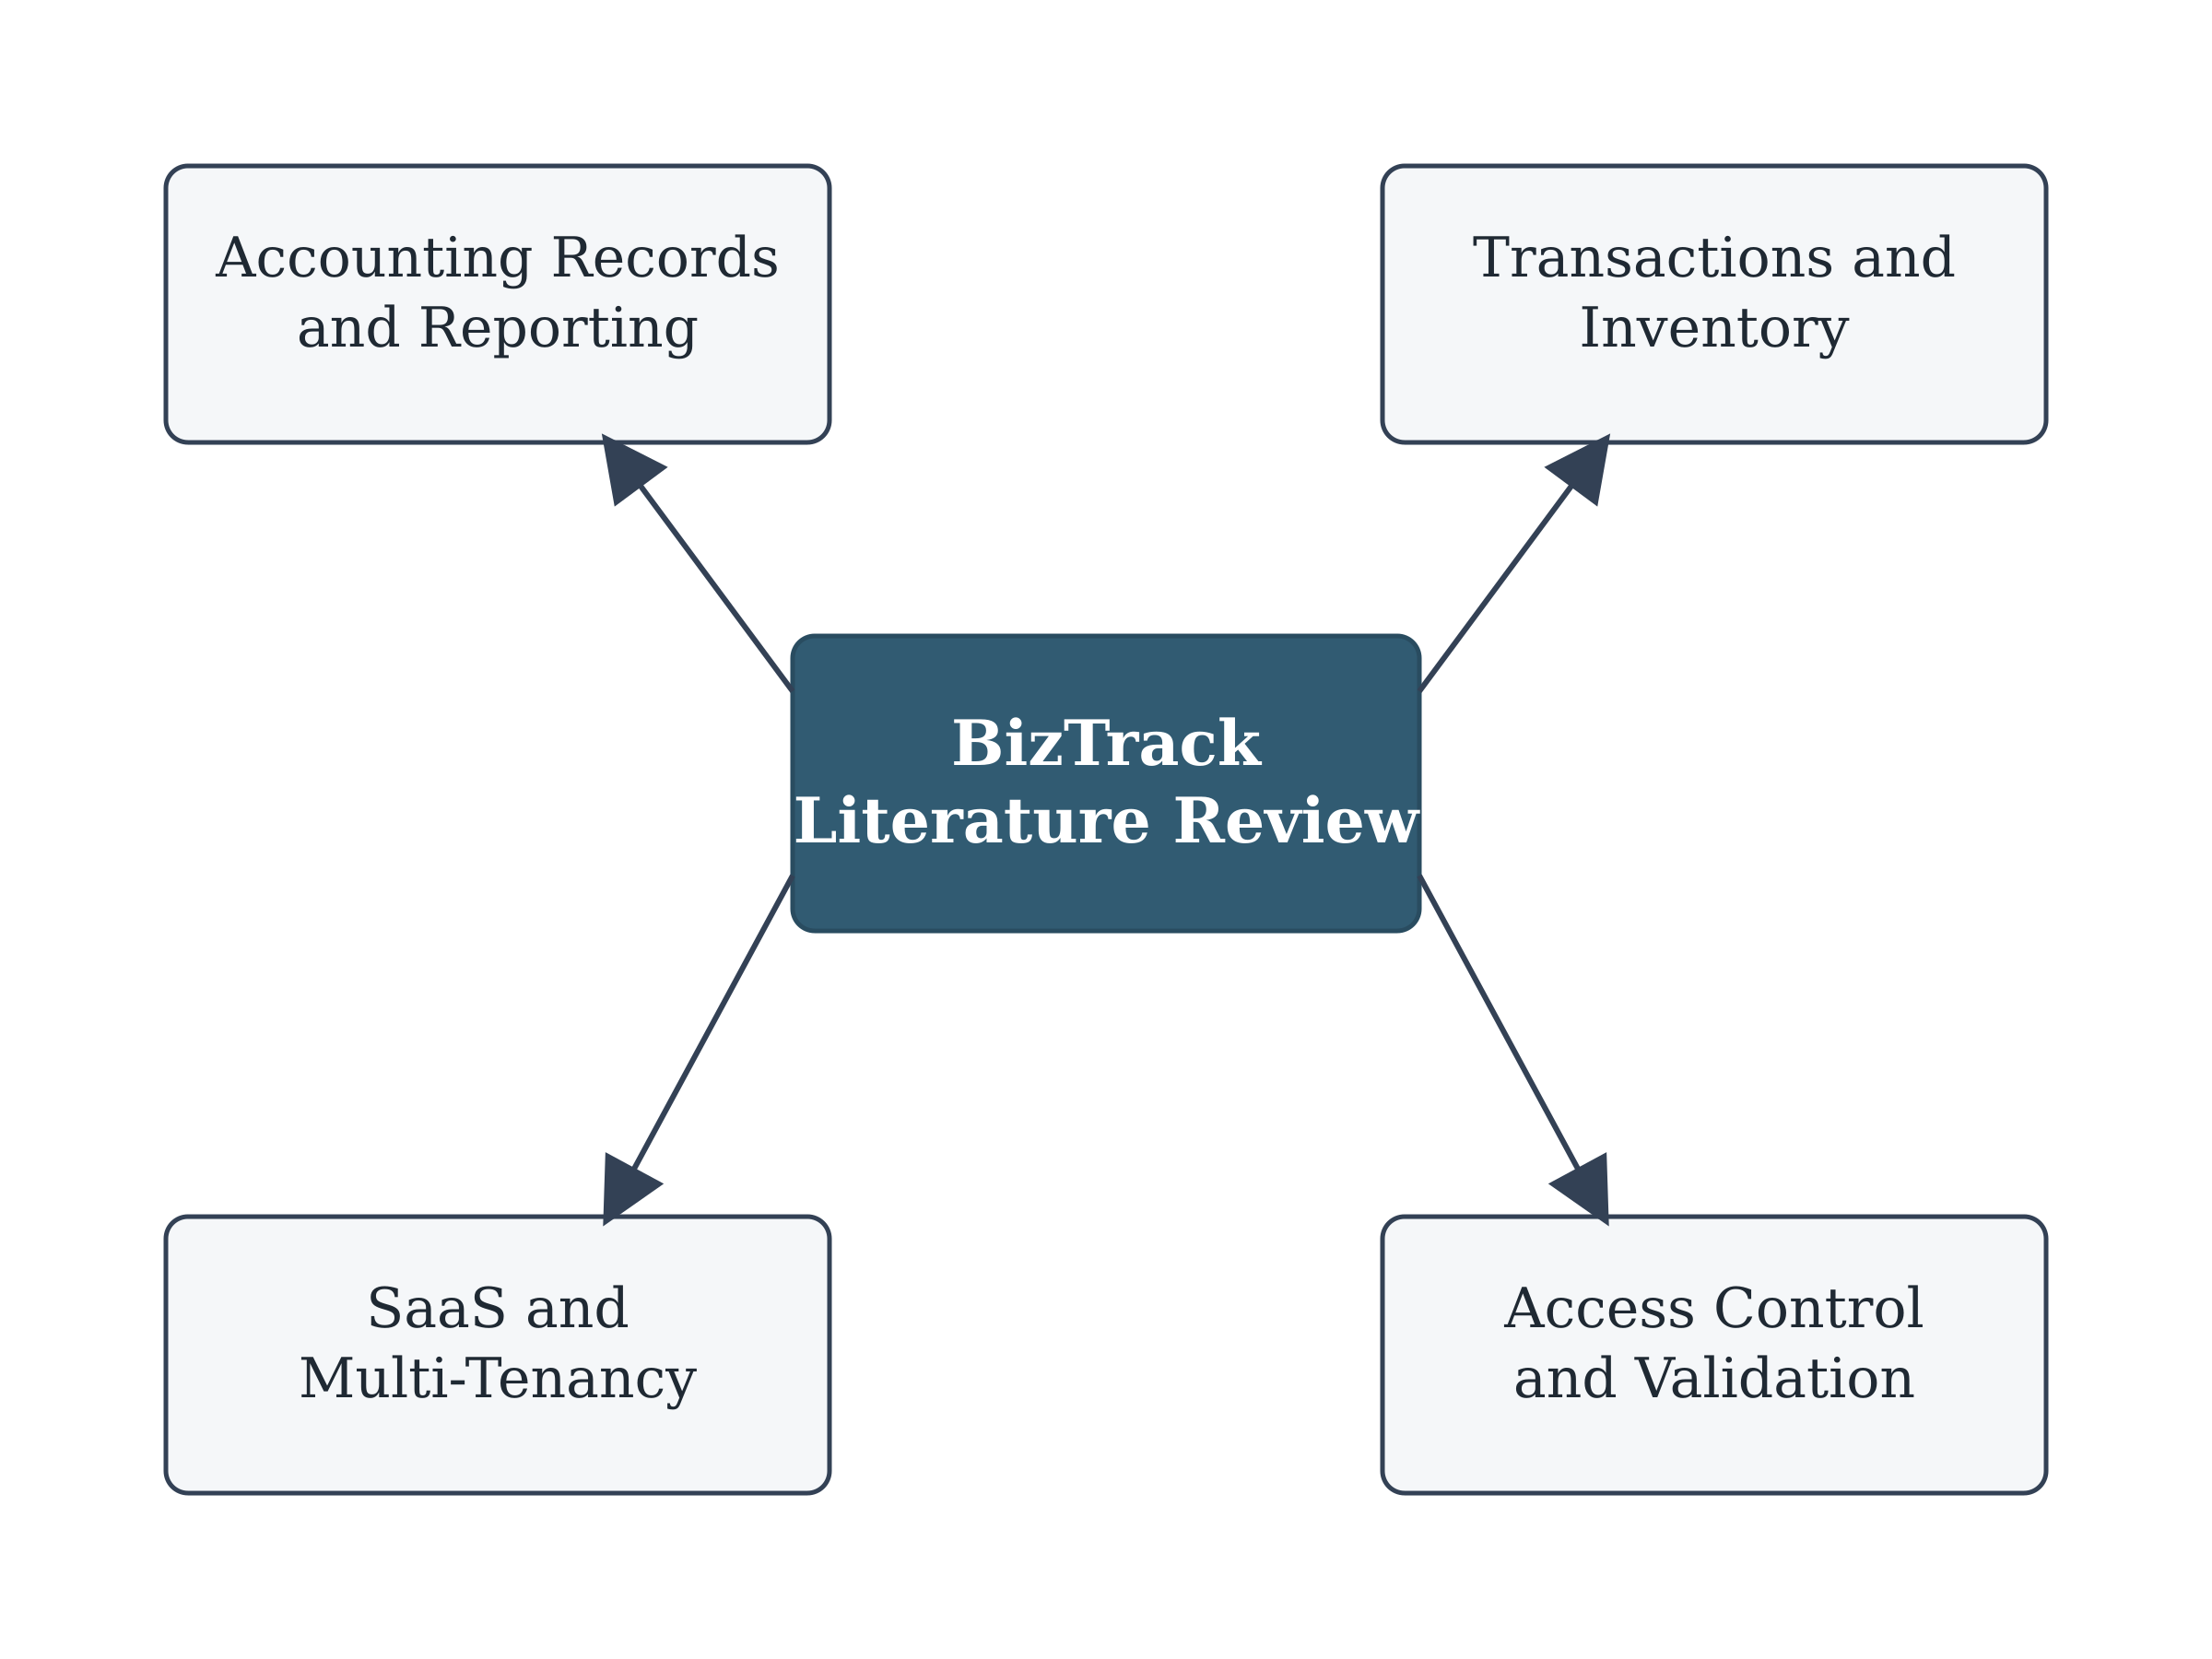 Accounting Records
and Reporting
Transactions and
Inventory
BizTrack
Literature Review
SaaS and
Multi-Tenancy
Access Control
and Validation